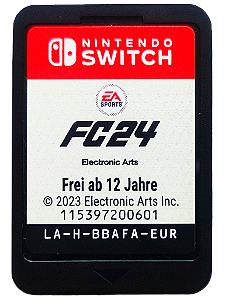 NINTENDO
SWITCH
EA
SPORTS
FC24
Electronic Arts
Frei ab 12 Jahre
© 2023 Electronic Arts Inc.
115397200601
LA-H-BBAFA-EUR